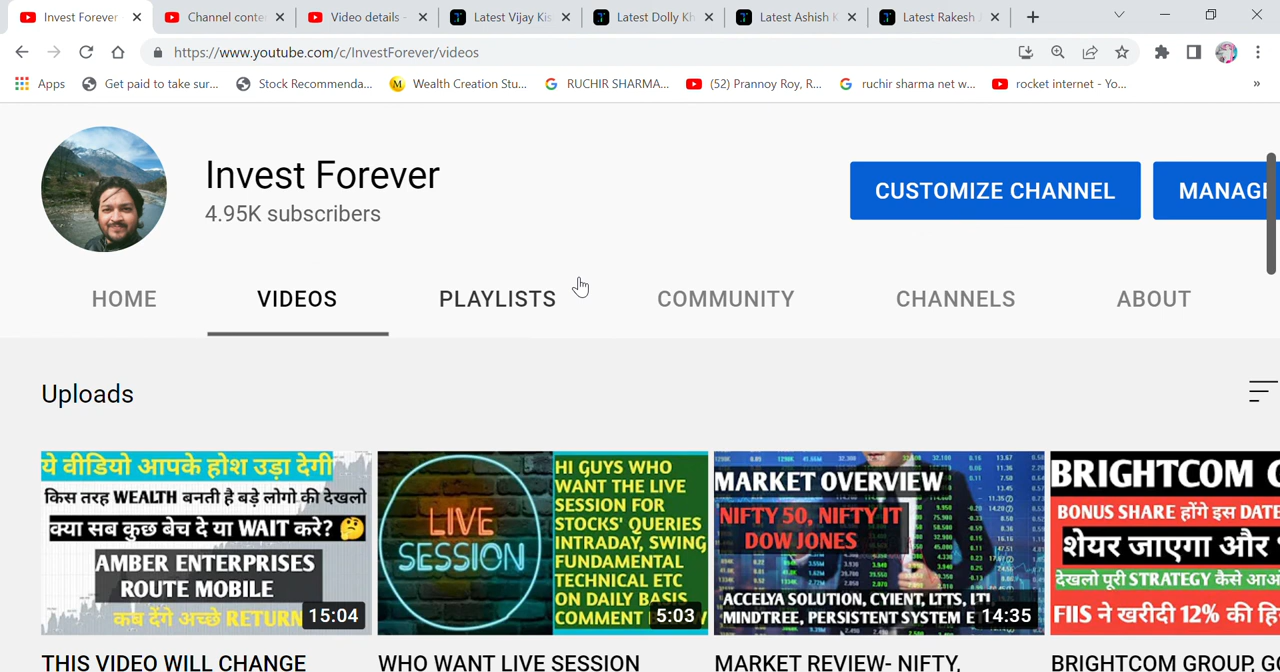 Invest Forever
Channel conte
Video details -
Latest Vijay Kis
Latest Dolly Kh
Latest Ashish K
Latest Rakesh J
https://www.youtube.com/c/InvestForever/videos
Apps
Get paid to take sur...
Stock Recommenda...
Wealth Creation Stu...
RUCHIR SHARMA...
(52) Prannoy Roy, R...
ruchir sharma net w...
rocket internet - Yo...
»
Invest Forever
4.95K subscribers
CUSTOMIZE CHANNEL
MANAG
HOME
VIDEOS
PLAYLISTS
COMMUNITY
CHANNELS
ABOUT
Uploads
ये वीडियो आपके होश उड़ा देगी
किस तरह WEALTH बनती है बड़े लोगो की देखलो
क्या सब कुछ बेच दे या WAIT करे? 🤔
AMBER ENTERPRISES
ROUTE MOBILE
कब देंगे अच्छे RETURN
15:04
THIS VIDEO WILL CHANGE
LIVE
SESSION
HI GUYS WHO
WANT THE LIVE
SESSION FOR
STOCKS' QUERIES
INTRADAY, SWING,
FUNDAMENTAL
TECHNICAL ETC
ON DAILY BASIS
COMMENT
5:03
WHO WANT LIVE SESSION
MARKET OVERVIEW
NIFTY 50, NIFTY IT
DOW JONES
ACCELYA SOLUTION, CYIENT, LTTS, LTI
MINDTREE, PERSISTENT SYSTEM E
14:35
MARKET REVIEW- NIFTY,
BRIGHTCOM G
BONUS SHARE होंगे इस DATE
शेयर जाएगा और
देखलो पूरी STRATEGY कैसे आओ
FIIS ने खरीदी 12% की हि
BRIGHTCOM GROUP, GO